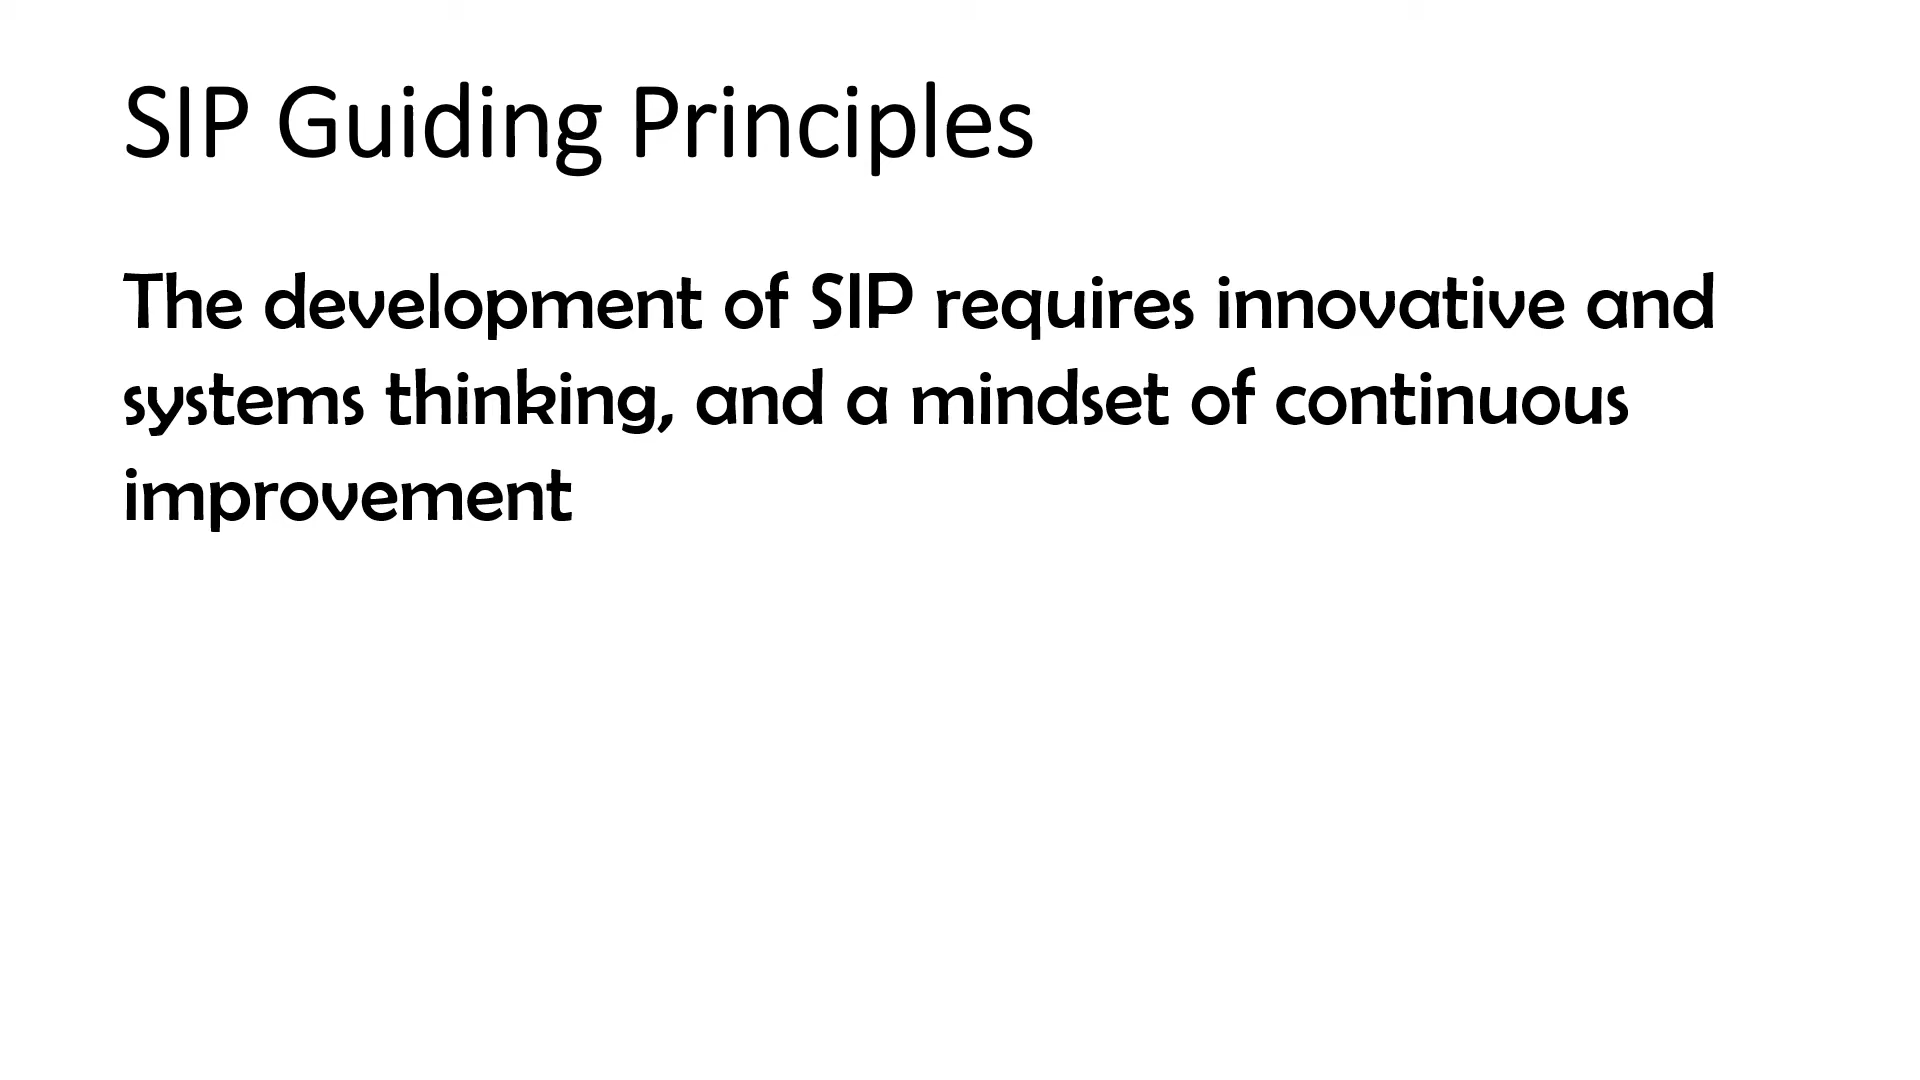 SIP Guiding Principles
The development of SIP requires innovative and
systems thinking, and a mindset of continuous
improvement